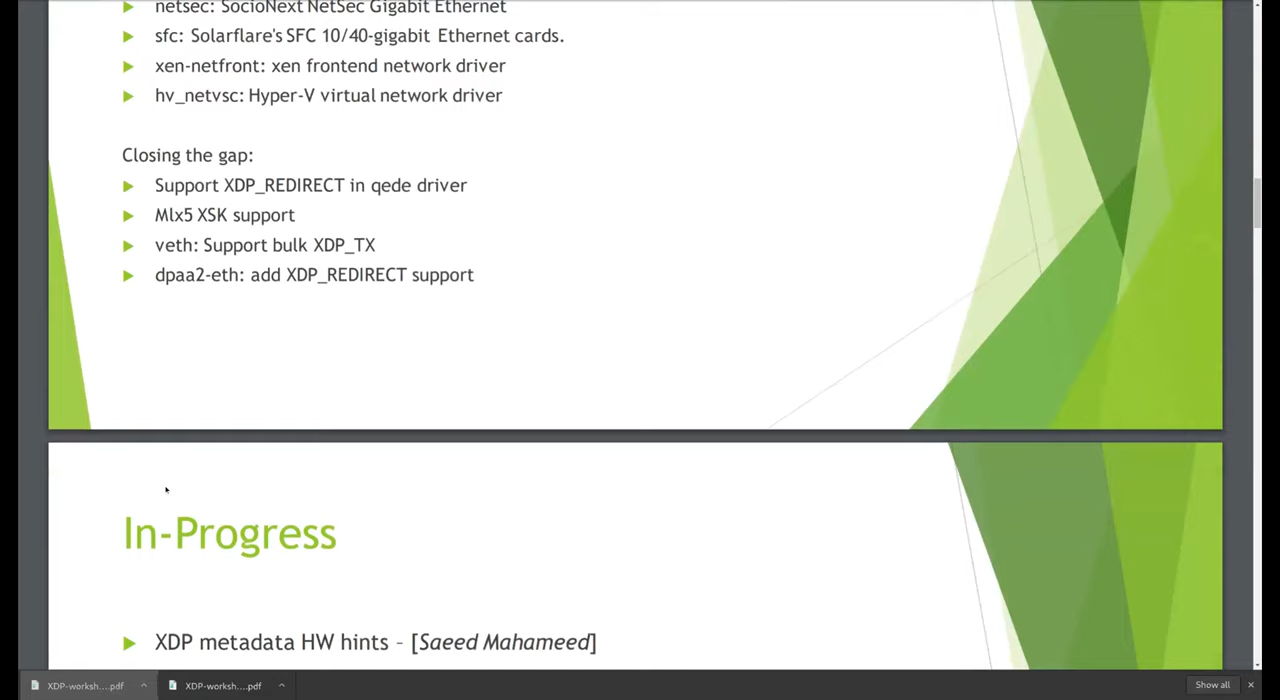 netsec: SocioNext NetSec Gigabit Ethernet
sfc: Solarflare's SFC 10/40-gigabit Ethernet cards.
xen-netfront: xen frontend network driver
hv_netvsc: Hyper-V virtual network driver
Closing the gap:
Support XDP_REDIRECT in qede driver
Mlx5 XSK support
veth: Support bulk XDP_TX
dpaa2-eth: add XDP_REDIRECT support
In-Progress
XDP metadata HW hints – [Saeed Mahameed]
XDP-worksh....pdf
XDP-worksh....pdf
Show all